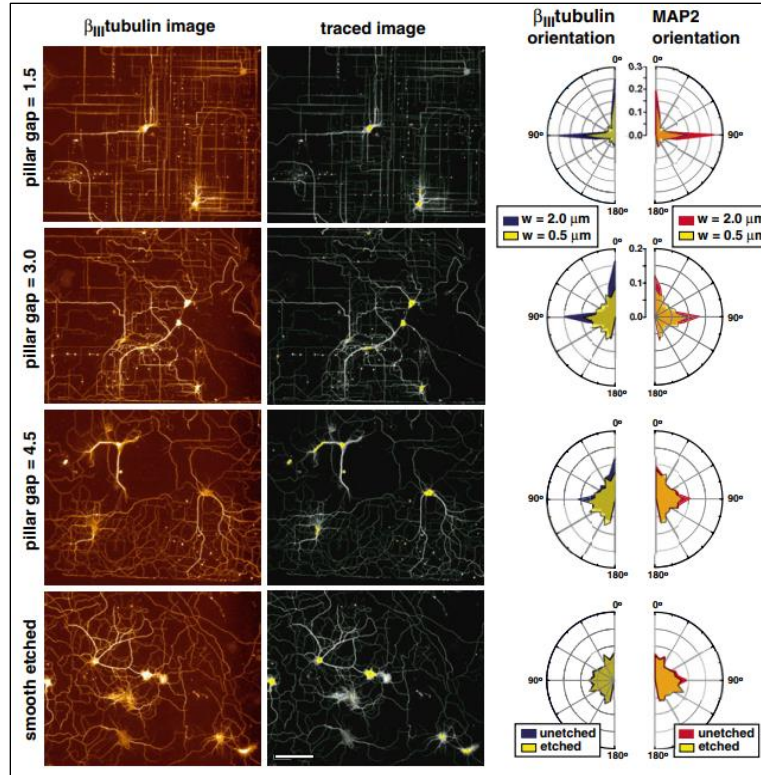 βIIItubulin image
traced image
βIIItubulin
orientation
MAP2
orientation
pillar gap = 1.5
0º
0.3
0.2
0.1
0.0
90º
90º
180º
w = 2.0 μm
w = 0.5 μm
180º
w = 2.0 μm
w = 0.5 μm
pillar gap = 3.0
0º
0.2
0.1
0.0
90º
90º
180º
180º
pillar gap = 4.5
0º
0º
90º
90º
180º
180º
smooth etched
0º
0º
90º
90º
unetched
etched
180º
unetched
etched
180º